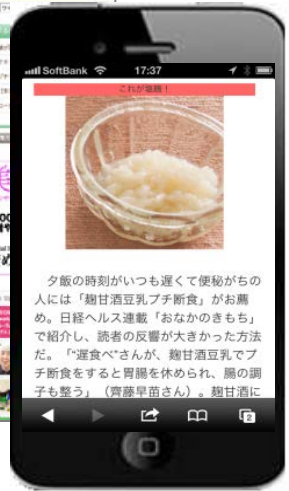 SoftBank 17:37
これが塩麹！
夕飯の時刻がいつも遅くて便秘がちの
人には「麹甘酒豆乳プチ断食」がお薦
め。日経ヘルス連載「おなかのきもち」
で紹介し、読者の反響が大きかった方法
だ。「“遅食べ”さんが、麹甘酒豆乳でプ
チ断食をすると胃腸を休められ、腸の調
子も整う」（齊藤早苗さん）。麹甘酒に
2